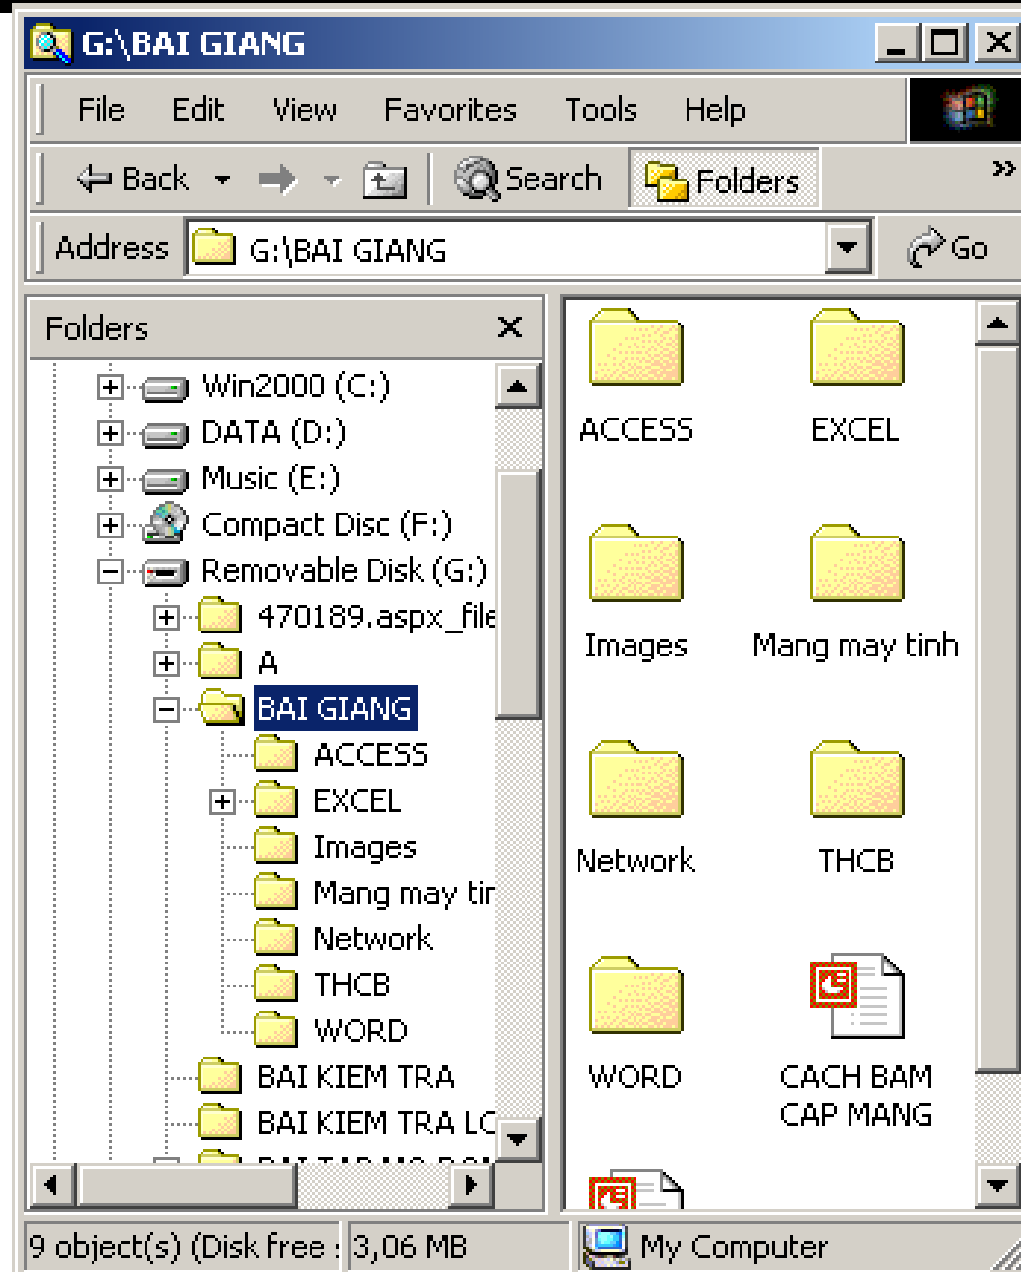 G:\BAI GIANG
File Edit View Favorites Tools Help
Back Search Folders »
Address G:\BAI GIANG Go
Folders
Win2000 (C:)
DATA (D:)
Music (E:)
Compact Disc (F:)
Removable Disk (G:)
470189.aspx_file
A
BAI GIANG
ACCESS
EXCEL
Images
Mang may tin
Network
THCB
WORD
BAI KIEM TRA
BAI KIEM TRA LO
ACCESS EXCEL
Images Mang may tinh
Network THCB
WORD CACH BAM
CAP MANG
9 object(s) (Disk free : 3,06 MB My Computer